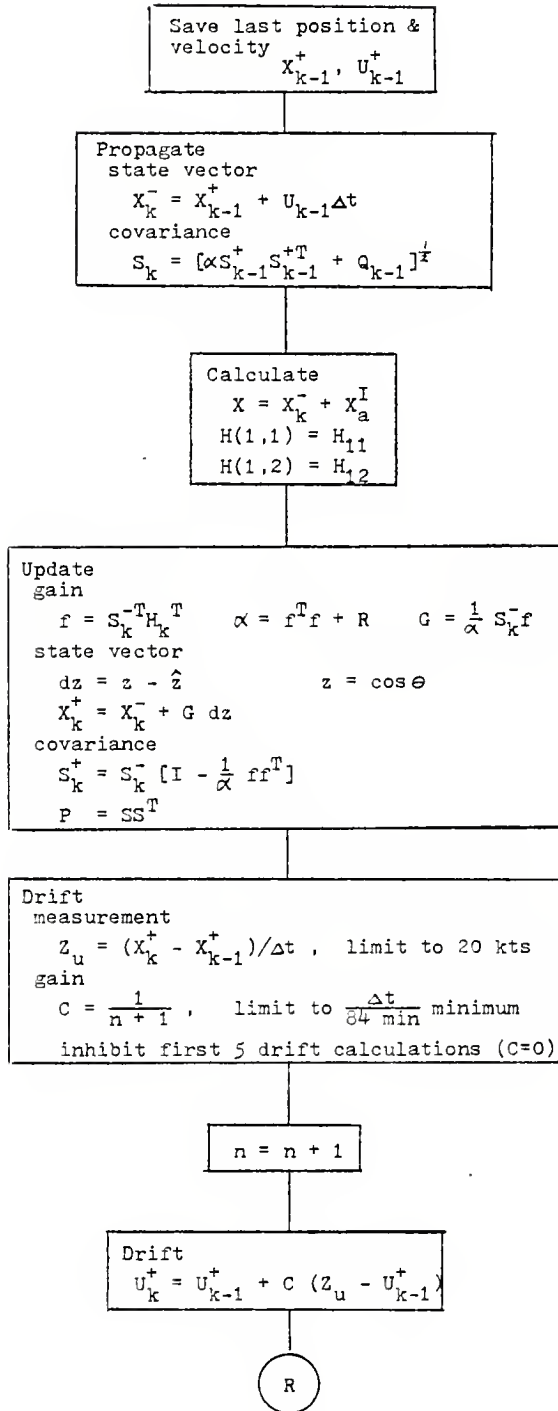 Save last position &
velocity
X⁺ₖ₋₁, U⁺ₖ₋₁
Propagate
state vector
X⁻ₖ = X⁺ₖ₋₁ + Uₖ₋₁Δt
covariance
Sₖ = [αS⁺ₖ₋₁S⁺ᵀₖ₋₁ + Qₖ₋₁]^½
Calculate
X = X⁻ₖ + Xᴵₐ
H(1,1) = H₁₁
H(1,2) = H₁₂
Update
gain
f = S⁻ᵀₖHₖᵀ α = fᵀf + R G = 1/α S⁻ₖf
state vector
dz = z - ẑ z = cosθ
X⁺ₖ = X⁻ₖ + G dz
covariance
S⁺ₖ = S⁻ₖ [I - 1/α ffᵀ]
P = SSᵀ
Drift
measurement
Zᵤ = (X⁺ₖ - X⁺ₖ₋₁)/Δt , limit to 20 kts
gain
C = 1/(n + 1) , limit to Δt/84 min minimum
inhibit first 5 drift calculations (C=0)
n = n + 1
Drift
U⁺ₖ = U⁺ₖ₋₁ + C (Zᵤ - U⁺ₖ₋₁)
R